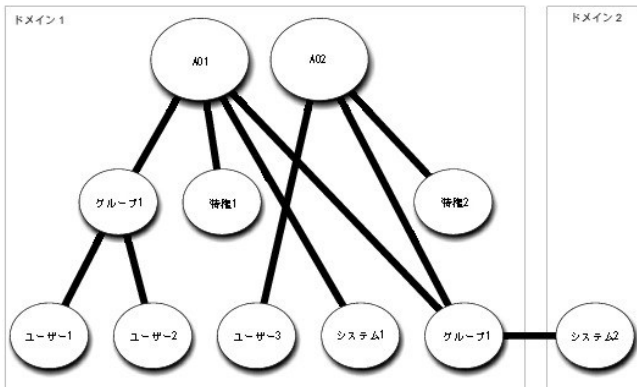 ドメイン 1
ドメイン 2
AO1
AO2
グループ1
特権1
特権2
ユーザー1
ユーザー2
ユーザー3
システム1
グループ1
システム2